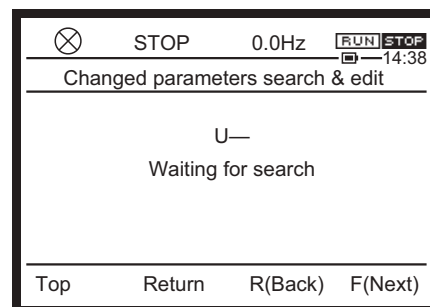 STOP 0.0Hz RUN STOP
14:38
Changed parameters search & edit
U—
Waiting for search
Top Return R(Back) F(Next)